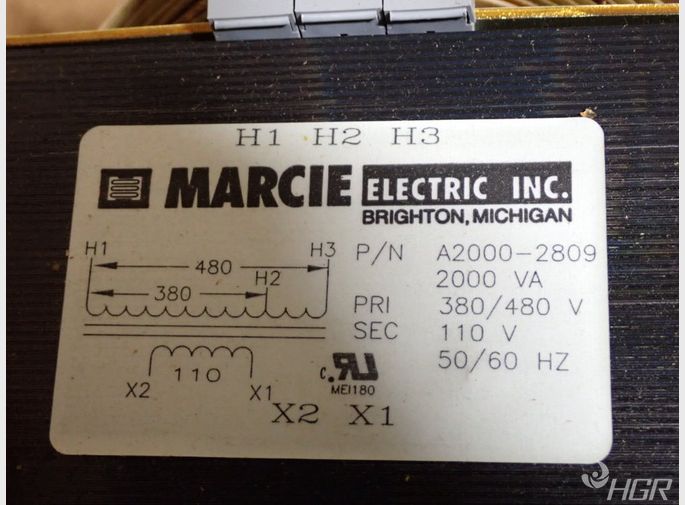 H1 H2 H3
MARCIE ELECTRIC INC.
BRIGHTON, MICHIGAN
H1 H3 P/N A2000-2809
480
H2
380
2000 VA
PRI 380/480 V
SEC 110 V
50/60 HZ
110
X2 X1
c RU
MEI180
X2 X1
HGR